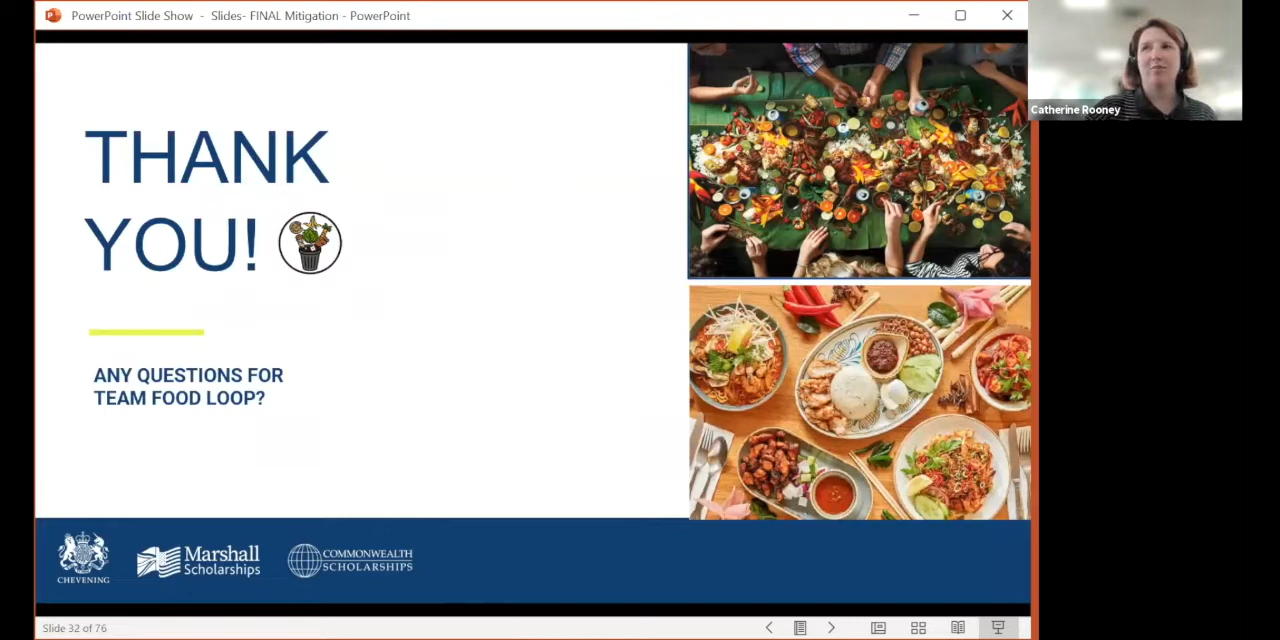 PowerPoint Slide Show - Slides- FINAL Mitigation - PowerPoint
Catherine Rooney
THANK
YOU!
ANY QUESTIONS FOR
TEAM FOOD LOOP?
CHEVENING
Marshall
Scholarships
COMMONWEALTH
SCHOLARSHIPS
Slide 32 of 76